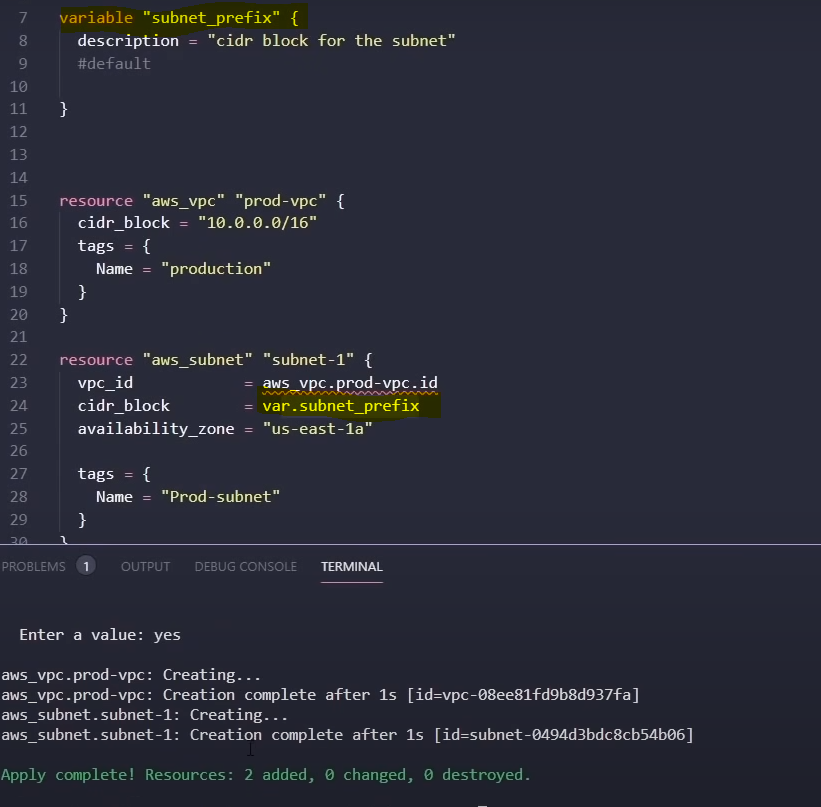 7 variable "subnet_prefix" {
8 description = "cidr block for the subnet"
9 #default
10
11 }
12
13
14
15 resource "aws_vpc" "prod-vpc" {
16 cidr_block = "10.0.0.0/16"
17 tags = {
18 Name = "production"
19 }
20 }
21
22 resource "aws_subnet" "subnet-1" {
23 vpc_id = aws_vpc.prod-vpc.id
24 cidr_block = var.subnet_prefix
25 availability_zone = "us-east-1a"
26
27 tags = {
28 Name = "Prod-subnet"
29 }
30 }
PROBLEMS 1 OUTPUT DEBUG CONSOLE TERMINAL
Enter a value: yes
aws_vpc.prod-vpc: Creating...
aws_vpc.prod-vpc: Creation complete after 1s [id=vpc-08ee81fd9b8d937fa]
aws_subnet.subnet-1: Creating...
aws_subnet.subnet-1: Creation complete after 1s [id=subnet-0494d3bdc8cb54b06]
Apply complete! Resources: 2 added, 0 changed, 0 destroyed.